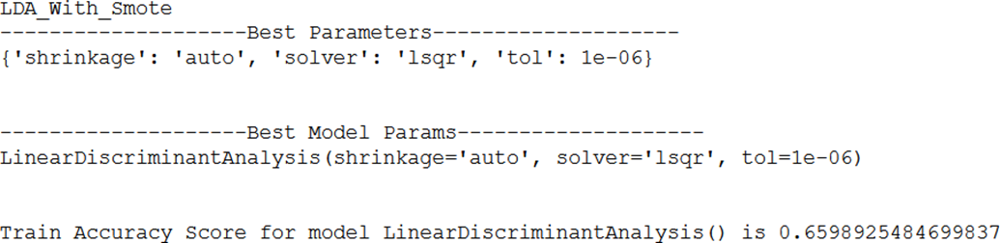 LDA_With_Smote
--------------------Best Parameters--------------------
{'shrinkage': 'auto', 'solver': 'lsqr', 'tol': 1e-06}
--------------------Best Model Params--------------------
LinearDiscriminantAnalysis(shrinkage='auto', solver='lsqr', tol=1e-06)
Train Accuracy Score for model LinearDiscriminantAnalysis() is 0.6598925484699837